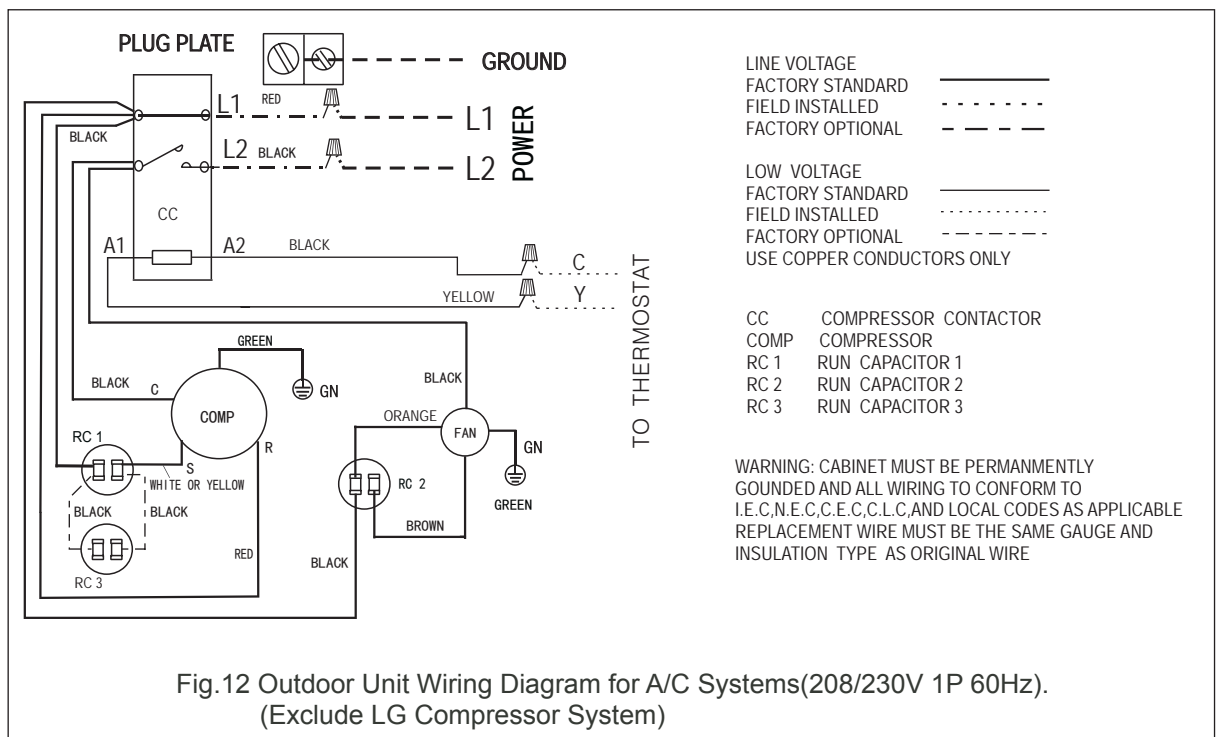 PLUG PLATE
GROUND
RED
L1
L1
POWER
BLACK
L2 BLACK
L2
CC
A1
A2
BLACK
C
YELLOW
Y
TO THERMOSTAT
GREEN
GN
BLACK
C
COMP
BLACK
ORANGE
FAN
GN
GREEN
RC 1
R
S
WHITE OR YELLOW
RC 2
BLACK
BLACK
BROWN
RED
BLACK
RC 3
LINE VOLTAGE
FACTORY STANDARD
FIELD INSTALLED
FACTORY OPTIONAL
LOW VOLTAGE
FACTORY STANDARD
FIELD INSTALLED
FACTORY OPTIONAL
USE COPPER CONDUCTORS ONLY
CC COMPRESSOR CONTACTOR
COMP COMPRESSOR
RC 1 RUN CAPACITOR 1
RC 2 RUN CAPACITOR 2
RC 3 RUN CAPACITOR 3
WARNING: CABINET MUST BE PERMANMENTLY
GOUNDED AND ALL WIRING TO CONFORM TO
I.E.C,N.E.C,C.E.C,C.L.C,AND LOCAL CODES AS APPLICABLE
REPLACEMENT WIRE MUST BE THE SAME GAUGE AND
INSULATION TYPE AS ORIGINAL WIRE
Fig.12 Outdoor Unit Wiring Diagram for A/C Systems(208/230V 1P 60Hz).
(Exclude LG Compressor System)